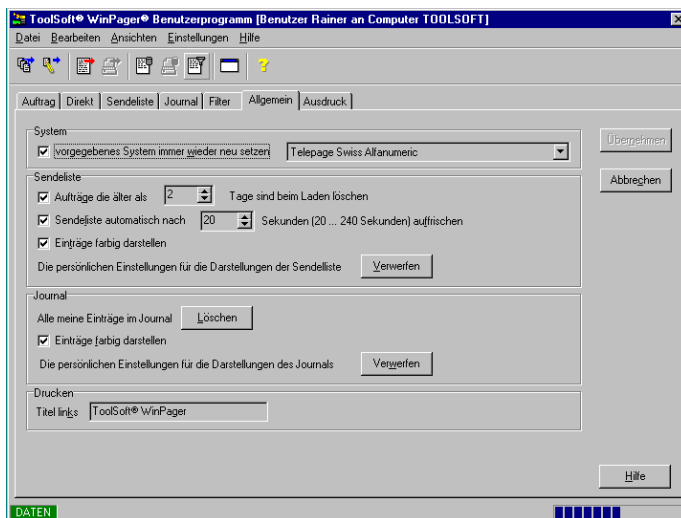 ToolSoft® WinPager® Benutzerprogramm [Benutzer Rainer an Computer TOOLSOFT]
Datei Bearbeiten Ansichten Einstellungen Hilfe
Auftrag Direkt Sendeliste Journal Filter Allgemein Ausdruck
System
vorgegebenes System immer wieder neu setzen Telepage Swiss Alfanumeric
Übernehmen
Sendeliste
Abbrechen
Aufträge die älter als 2 Tage sind beim Laden löschen
Sendeliste automatisch nach 20 Sekunden (20 ... 240 Sekunden) auffrischen
Einträge farbig darstellen
Die persönlichen Einstellungen für die Darstellungen der Sendelliste Verwerfen
Journal
Alle meine Einträge im Journal Löschen
Einträge farbig darstellen
Die persönlichen Einstellungen für die Darstellungen des Journals Verwerfen
Drucken
Titel links ToolSoft® WinPager
Hilfe
DATEN